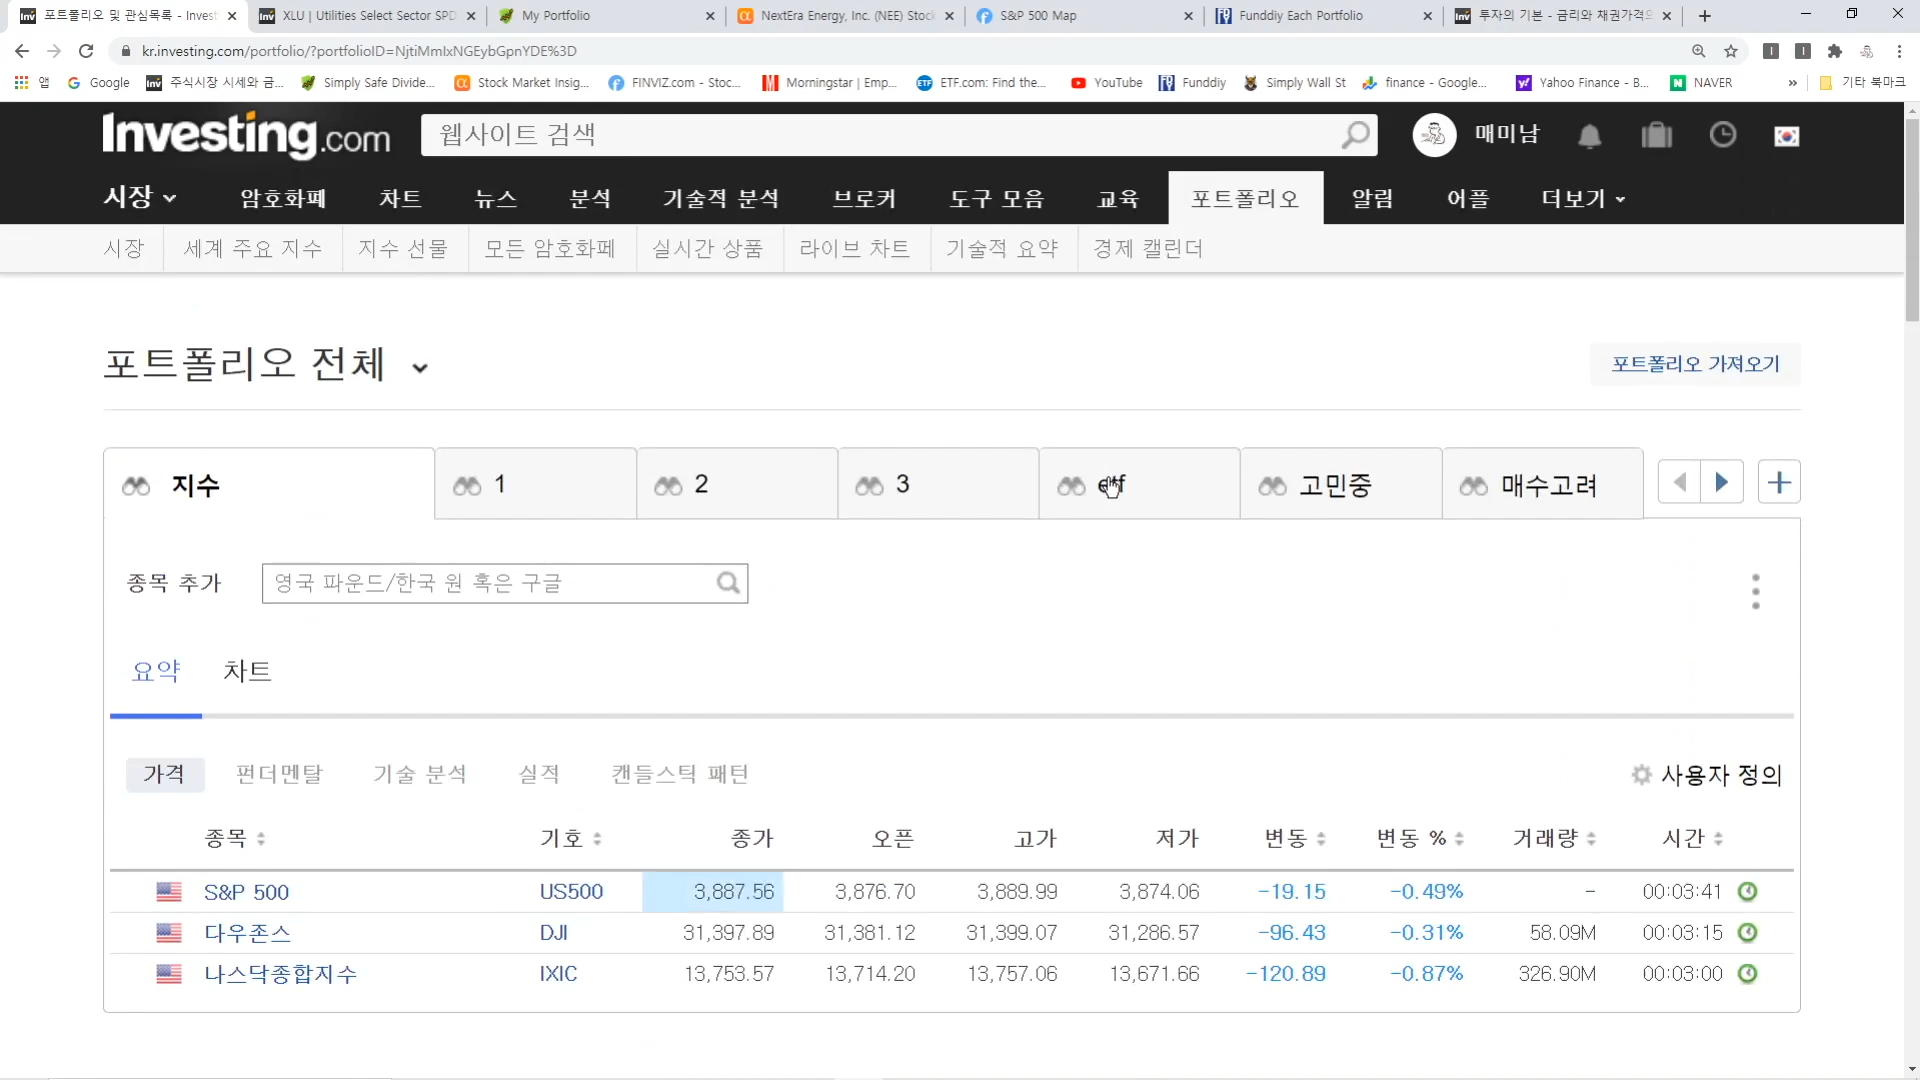 포트폴리오 및 관심목록 - Invest
XLU | Utilities Select Sector SPD
My Portfolio
NextEra Energy, Inc. (NEE) Stock
S&P 500 Map
Funddiy Each Portfolio
투자의 기본 - 금리와 채권가격의
kr.investing.com/portfolio/?portfolioID=NjtiMmIxNGEybGpnYDE%3D
앱
Google
주식시장 시세와 금...
Simply Safe Divide...
Stock Market Insig...
FINVIZ.com - Stoc...
Morningstar | Emp...
ETF.com: Find the...
YouTube
Funddiy
Simply Wall St
finance - Google...
Yahoo Finance - B...
NAVER
»
기타 북마크
Investing.com
웹사이트 검색
매미남
시장
암호화폐
차트
뉴스
분석
기술적 분석
브로커
도구 모음
교육
포트폴리오
알림
어플
더보기
시장
세계 주요 지수
지수 선물
모든 암호화폐
실시간 상품
라이브 차트
기술적 요약
경제 캘린더
포트폴리오 전체
포트폴리오 가져오기
지수
1
2
3
etf
고민중
매수고려
종목 추가
영국 파운드/한국 원 혹은 구글
요약
차트
가격
펀더멘탈
기술 분석
실적
캔들스틱 패턴
사용자 정의
종목 기호 종가 오픈 고가 저가 변동 변동 % 거래량 시간
S&P 500 US500 3,887.56 3,876.70 3,889.99 3,874.06 -19.15 -0.49% - 00:03:41
다우존스 DJI 31,397.89 31,381.12 31,399.07 31,286.57 -96.43 -0.31% 58.09M 00:03:15
나스닥종합지수 IXIC 13,753.57 13,714.20 13,757.06 13,671.66 -120.89 -0.87% 326.90M 00:03:00